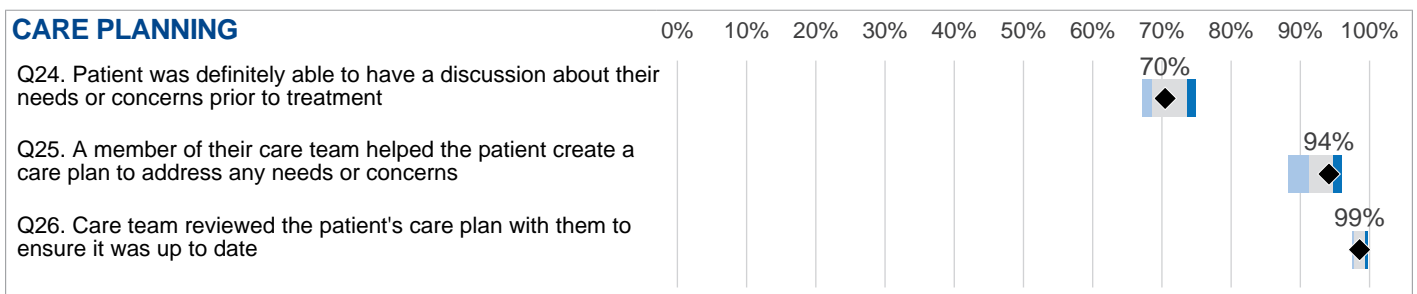 CARE PLANNING
0% 10% 20% 30% 40% 50% 60% 70% 80% 90% 100%
Q24. Patient was definitely able to have a discussion about their
needs or concerns prior to treatment
70%
Q25. A member of their care team helped the patient create a
care plan to address any needs or concerns
94%
Q26. Care team reviewed the patient's care plan with them to
ensure it was up to date
99%